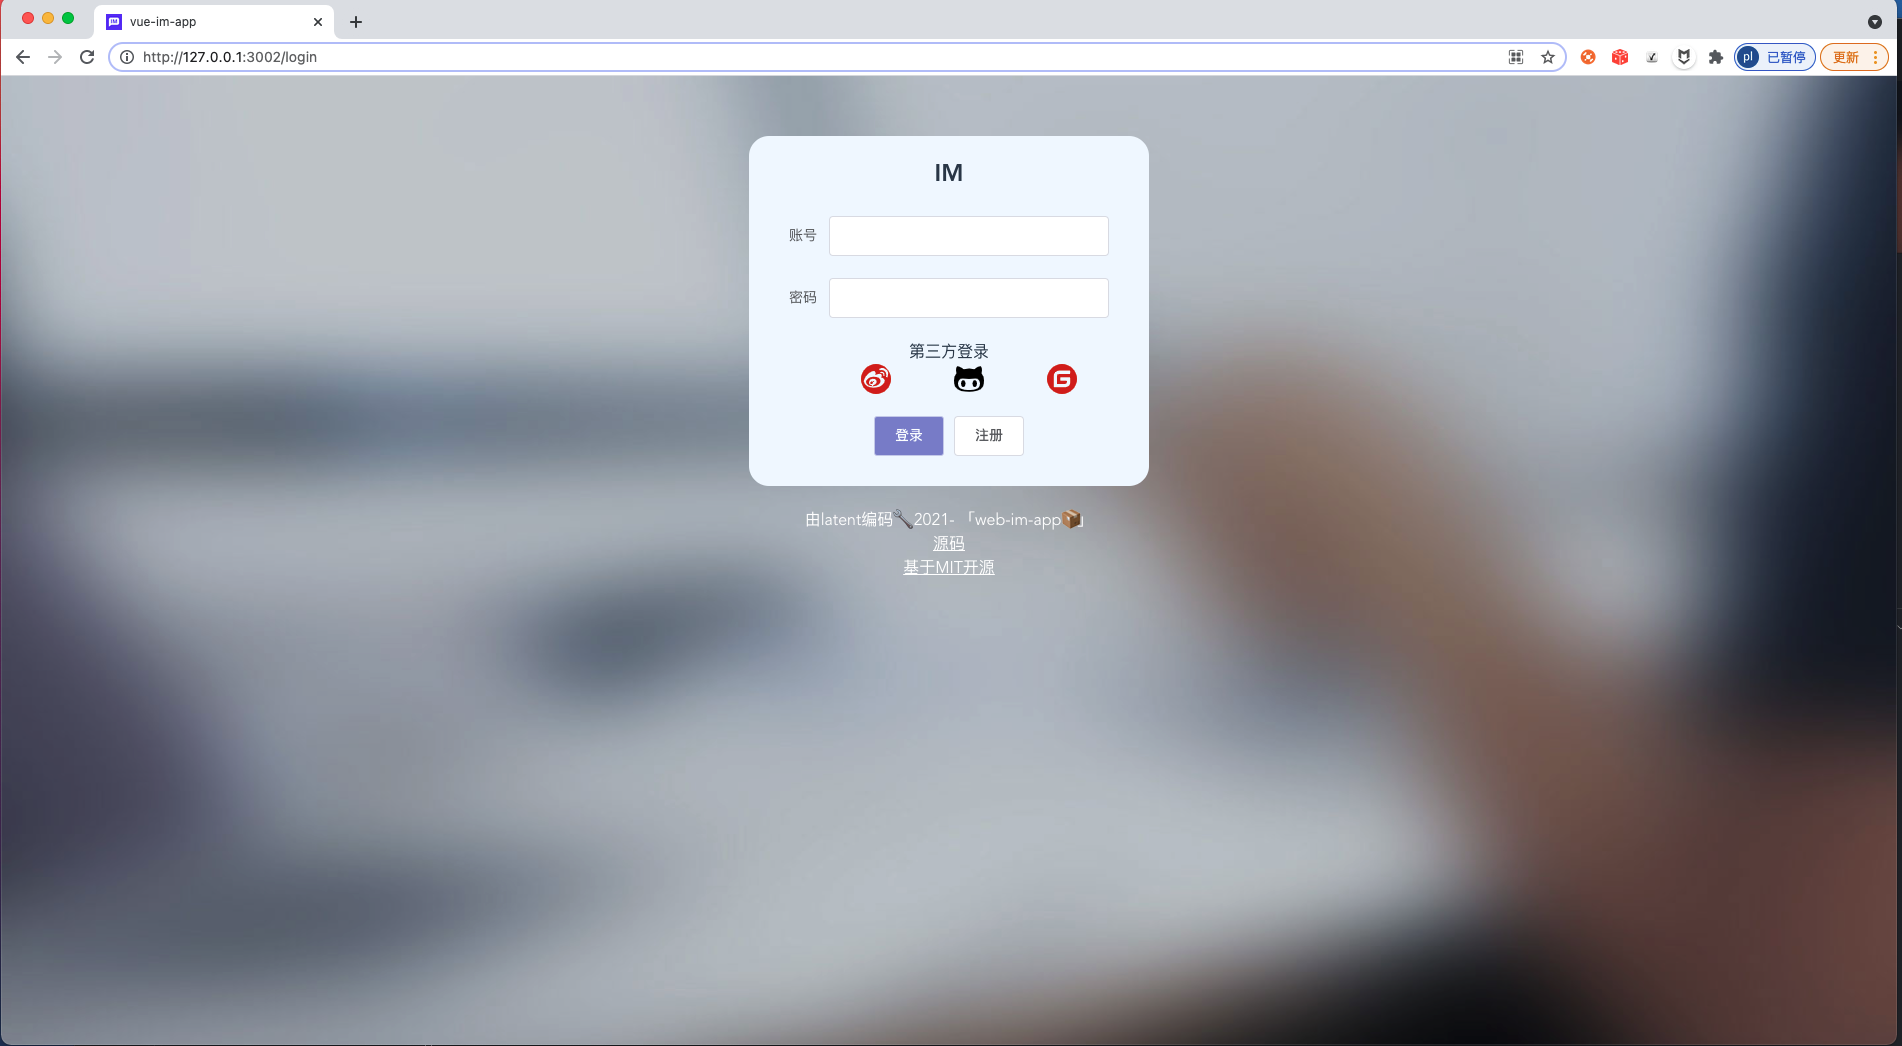 vue-im-app
http://127.0.0.1:3002/login
pl 已暂停 更新
IM
账号
密码
第三方登录
登录 注册
由latent编码🔧2021- 「web-im-app📦」
源码
基于MIT开源